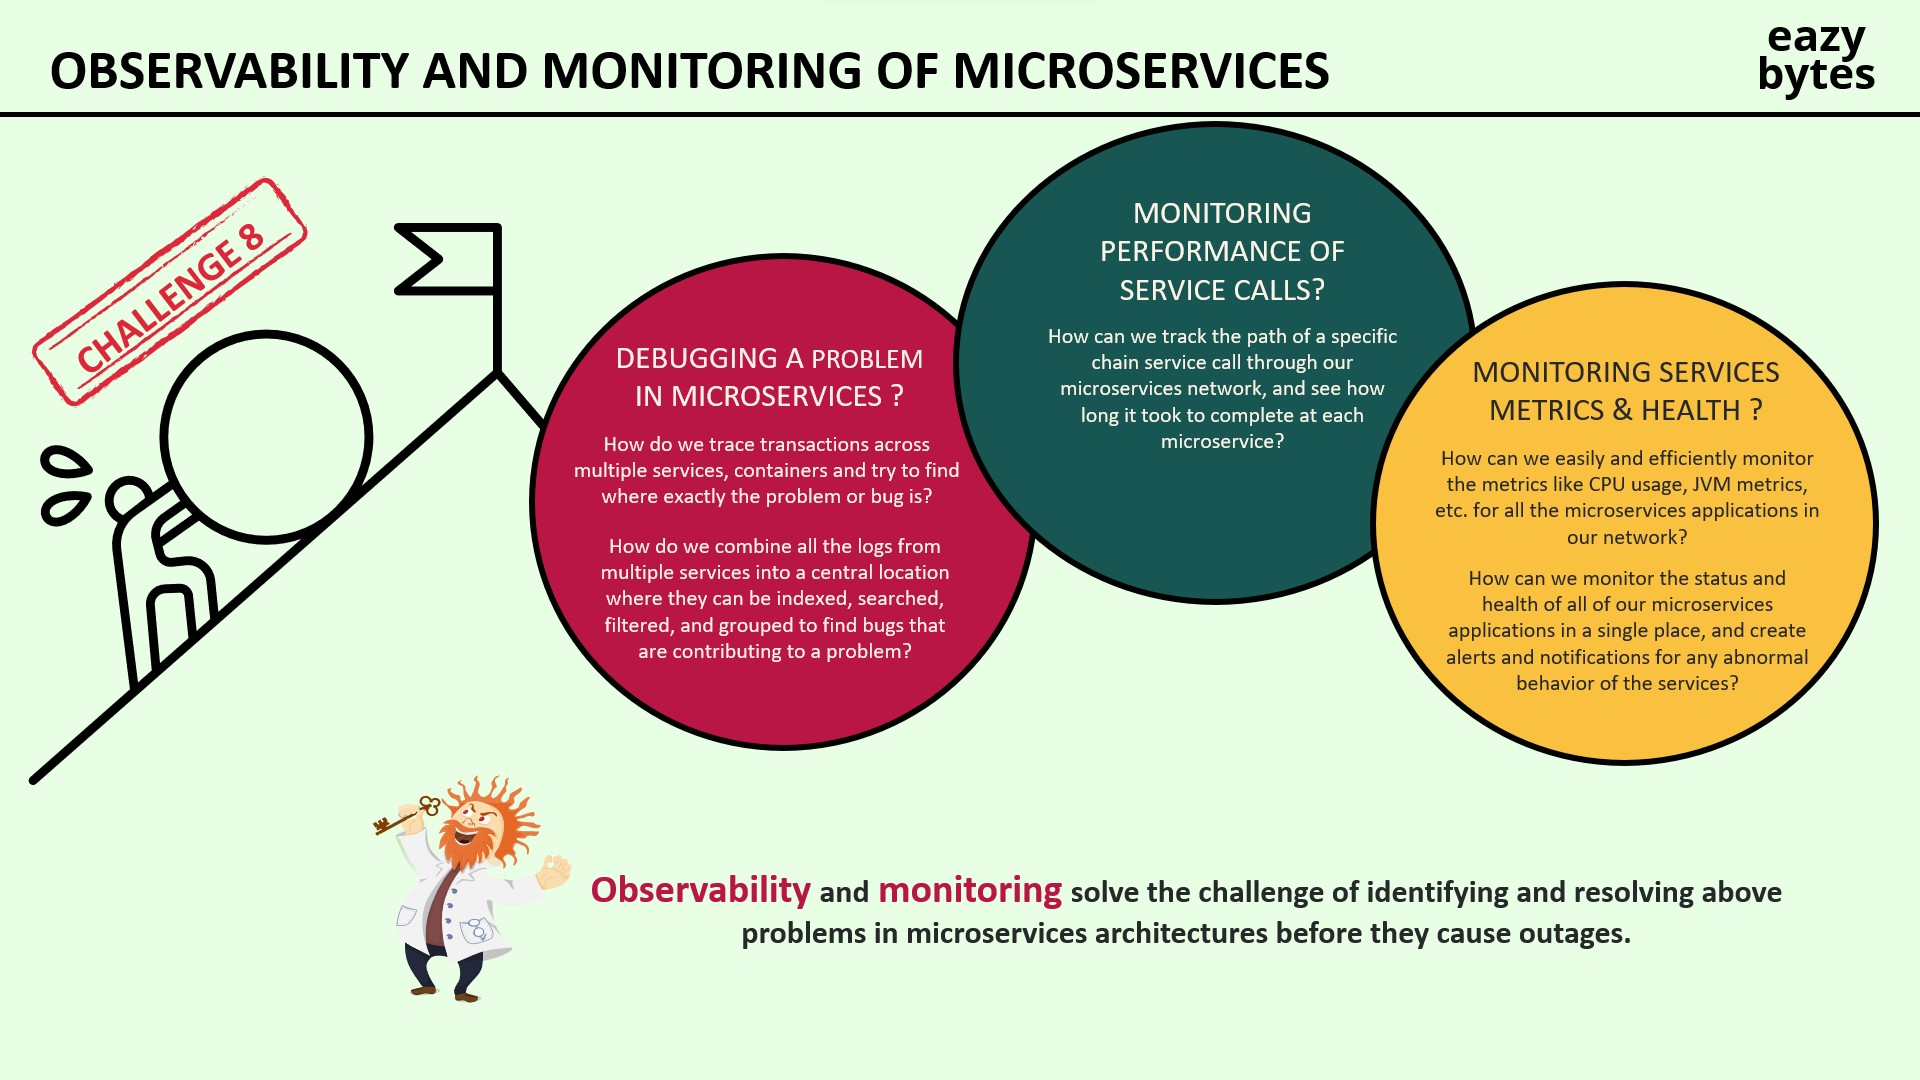 OBSERVABILITY AND MONITORING OF MICROSERVICES
eazy
bytes
CHALLENGE 8
DEBUGGING A PROBLEM
IN MICROSERVICES ?
How do we trace transactions across
multiple services, containers and try to find
where exactly the problem or bug is?
How do we combine all the logs from
multiple services into a central location
where they can be indexed, searched,
filtered, and grouped to find bugs that
are contributing to a problem?
MONITORING
PERFORMANCE OF
SERVICE CALLS?
How can we track the path of a specific
chain service call through our
microservices network, and see how
long it took to complete at each
microservice?
MONITORING SERVICES
METRICS & HEALTH ?
How can we easily and efficiently monitor
the metrics like CPU usage, JVM metrics,
etc. for all the microservices applications in
our network?
How can we monitor the status and
health of all of our microservices
applications in a single place, and create
alerts and notifications for any abnormal
behavior of the services?
Observability and monitoring solve the challenge of identifying and resolving above
problems in microservices architectures before they cause outages.